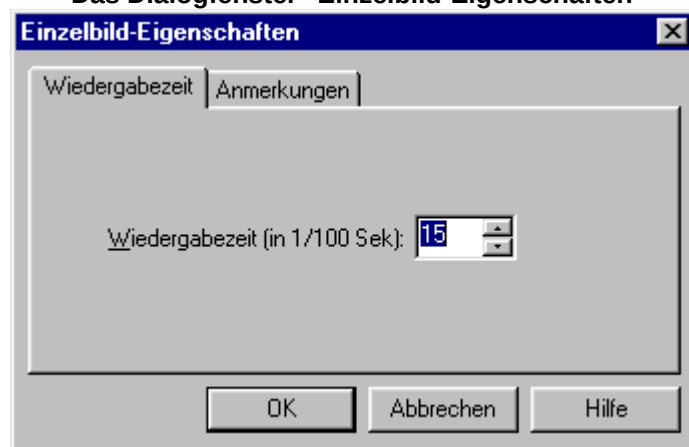 Das Dialogfenster "Einzelbild-Eigenschaften"
Einzelbild-Eigenschaften
Wiedergabezeit Anmerkungen
Wiedergabezeit (in 1/100 Sek): 15
OK Abbrechen Hilfe